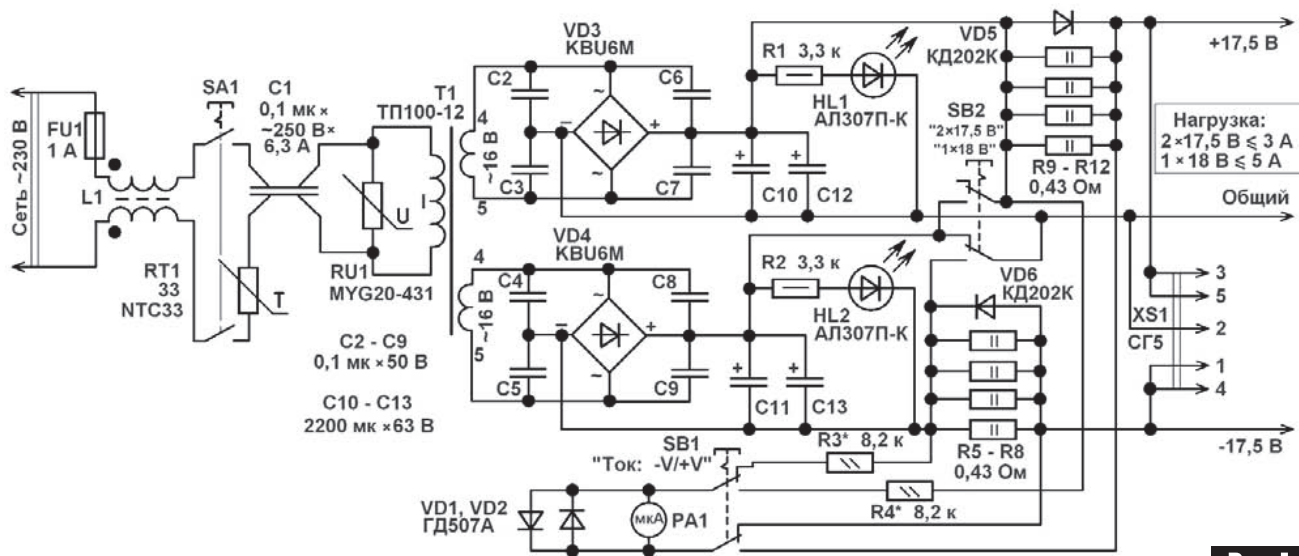 Сеть ~230 В
FU1
1 А
L1
SA1
RT1
33
NTC33
T
C1
0,1 мк ×
~250 В×
6,3 А
U
RU1
MYG20-431
T1
ТП100-12
I
4
~16 В
5
4
~16 В
5
C2 - C9
0,1 мк ×50 В
C10 - C13
2200 мк ×63 В
VD3
KBU6M
C2
C3
C6
C7
~
~
−
+
VD4
KBU6M
C4
C5
C8
C9
~
~
−
+
R1 3,3 к
HL1
АЛ307П-К
+
C10
+
C12
R2 3,3 к
HL2
АЛ307П-К
+
C11
+
C13
VD5
КД202К
SB2
"2×17,5 В"
"1×18 В"
R9 - R12
0,43 Ом
VD6
КД202К
R5 - R8
0,43 Ом
+17,5 В
Нагрузка:
2×17,5 В ⩽ 3 А
1×18 В ⩽ 5 А
Общий
3
5
XS1
2
СГ5
1
4
-17,5 В
SB1
"Ток: -V/+V"
R3* 8,2 к
R4* 8,2 к
VD1, VD2
ГД507А
мкА
PA1